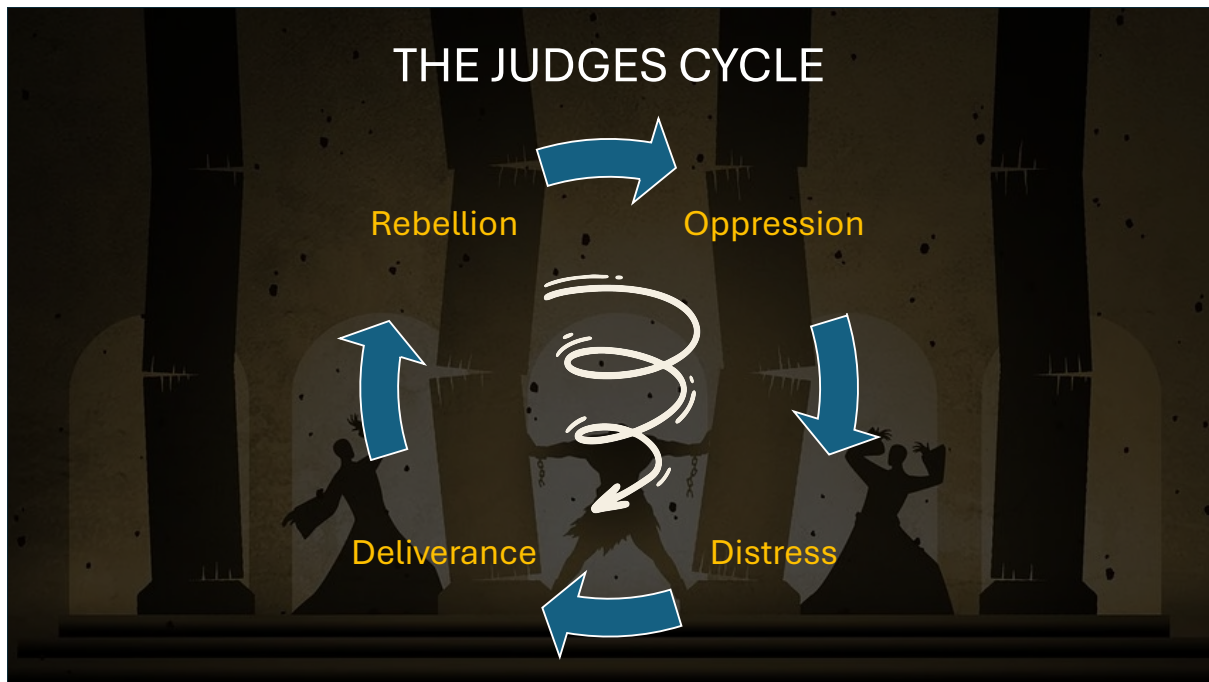 THE JUDGES CYCLE
Rebellion
Oppression
Deliverance
Distress